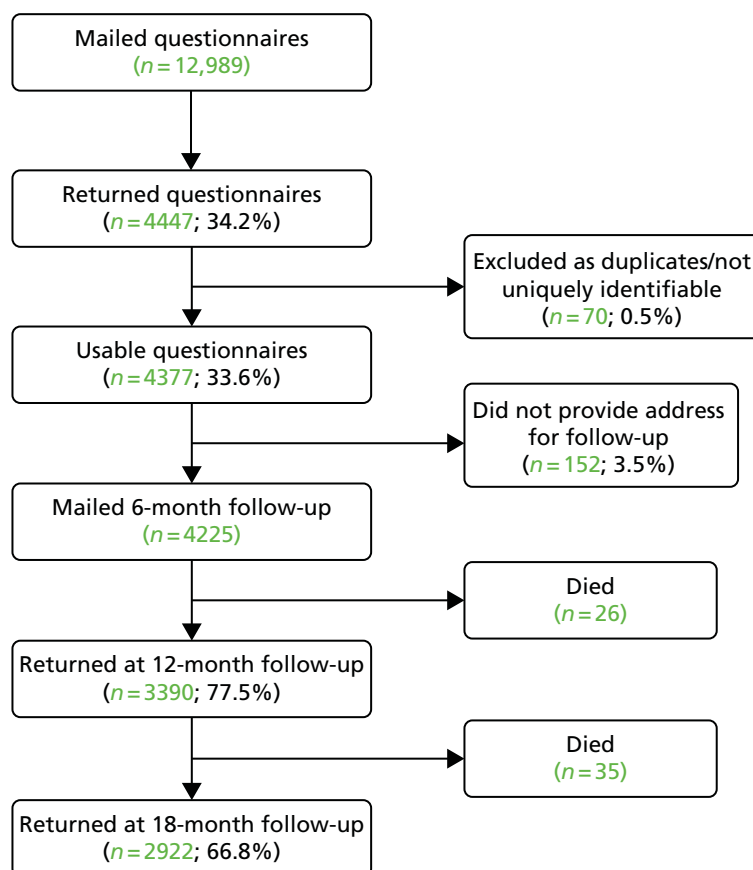 Mailed questionnaires
(n = 12,989)
Returned questionnaires
(n = 4447; 34.2%)
Excluded as duplicates/not
uniquely identifiable
(n = 70; 0.5%)
Usable questionnaires
(n = 4377; 33.6%)
Did not provide address
for follow-up
(n = 152; 3.5%)
Mailed 6-month follow-up
(n = 4225)
Died
(n = 26)
Returned at 12-month follow-up
(n = 3390; 77.5%)
Died
(n = 35)
Returned at 18-month follow-up
(n = 2922; 66.8%)